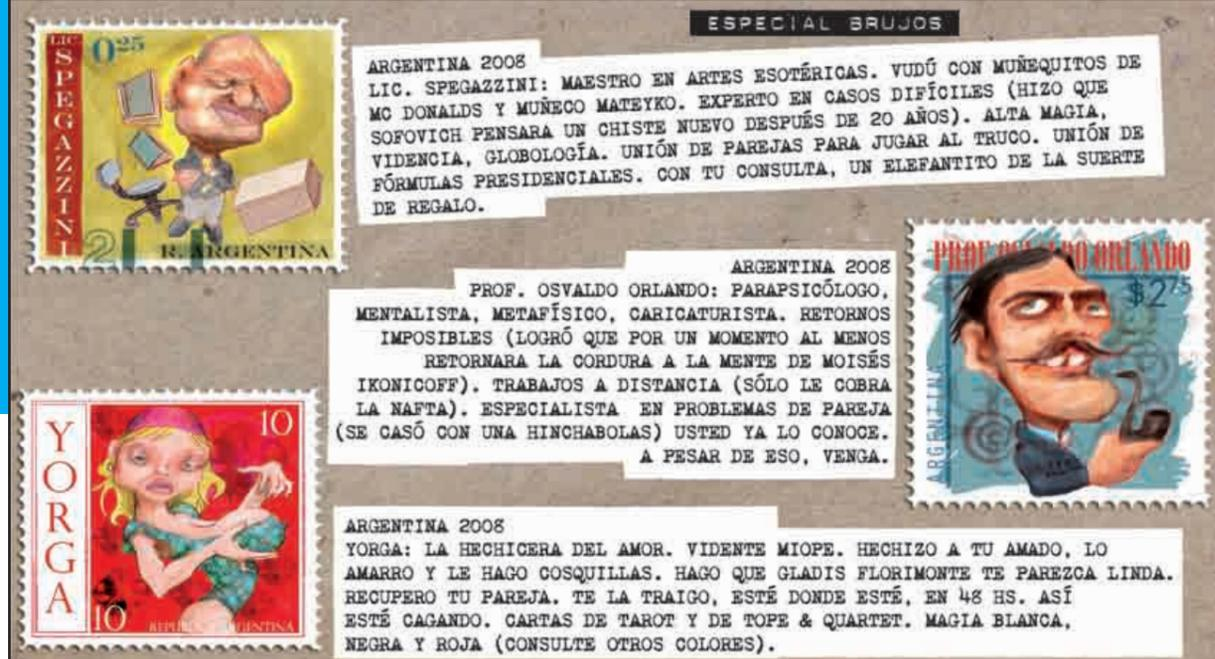 ESPECIAL BRUJOS
LIC. SPEGAZZINI
0.25
R. ARGENTINA
ARGENTINA 2008
LIC. SPEGAZZINI: MAESTRO EN ARTES ESOTÉRICAS. VUDÚ CON MUÑEQUITOS DE
MC DONALDS Y MUÑECO MATEYKO. EXPERTO EN CASOS DIFÍCILES (HIZO QUE
SOFOVICH PENSARA UN CHISTE NUEVO DESPUÉS DE 20 AÑOS). ALTA MAGIA,
VIDENCIA, GLOBOLOGÍA. UNIÓN DE PAREJAS PARA JUGAR AL TRUCO. UNIÓN DE
FÓRMULAS PRESIDENCIALES. CON TU CONSULTA, UN ELEFANTITO DE LA SUERTE
DE REGALO.
ARGENTINA 2008
PROF. OSVALDO ORLANDO: PARAPSICÓLOGO,
MENTALISTA, METAFÍSICO, CARICATURISTA. RETORNOS
IMPOSIBLES (LOGRÓ QUE POR UN MOMENTO AL MENOS
RETORNARA LA CORDURA A LA MENTE DE MOISÉS
IKONICOFF). TRABAJOS A DISTANCIA (SÓLO LE COBRA
LA NAFTA). ESPECIALISTA EN PROBLEMAS DE PAREJA
(SE CASÓ CON UNA HINCHABOLAS) USTED YA LO CONOCE.
A PESAR DE ESO, VENGA.
PROF. OSVALDO ORLANDO
$2.75
ARGENTINA
YORGA
10
10
REPUBLICA ARGENTINA
ARGENTINA 2008
YORGA: LA HECHICERA DEL AMOR. VIDENTE MIOPE. HECHIZO A TU AMADO, LO
AMARRO Y LE HAGO COSQUILLAS. HAGO QUE GLADIS FLORIMONTE TE PAREZCA LINDA.
RECUPERO TU PAREJA. TE LA TRAIGO, ESTÉ DONDE ESTÉ, EN 48 HS. ASÍ
ESTÉ CAGANDO. CARTAS DE TAROT Y DE TOPE & QUARTET. MAGIA BLANCA,
NEGRA Y ROJA (CONSULTE OTROS COLORES).